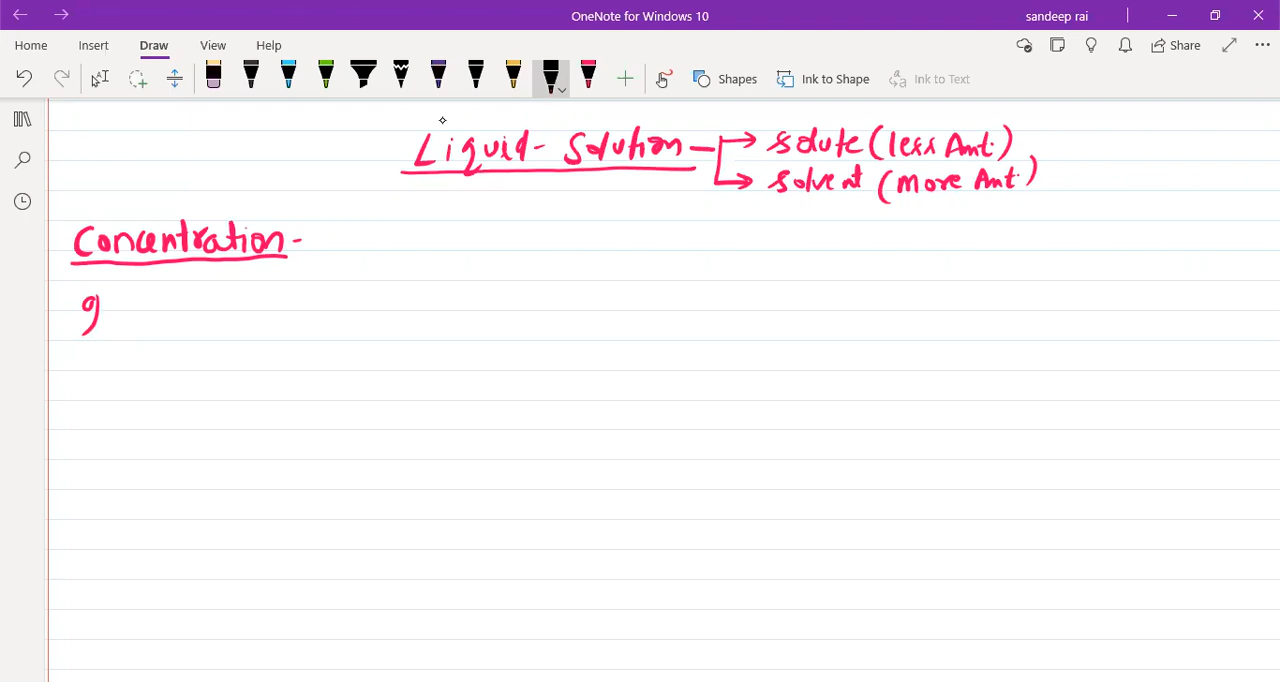 OneNote for Windows 10
sandeep rai
Home Insert Draw View Help
Share
Shapes Ink to Shape Ink to Text
Liquid - Solution → solute (less Amt.)
→ solvent (more Amt.)
Concentration -
g